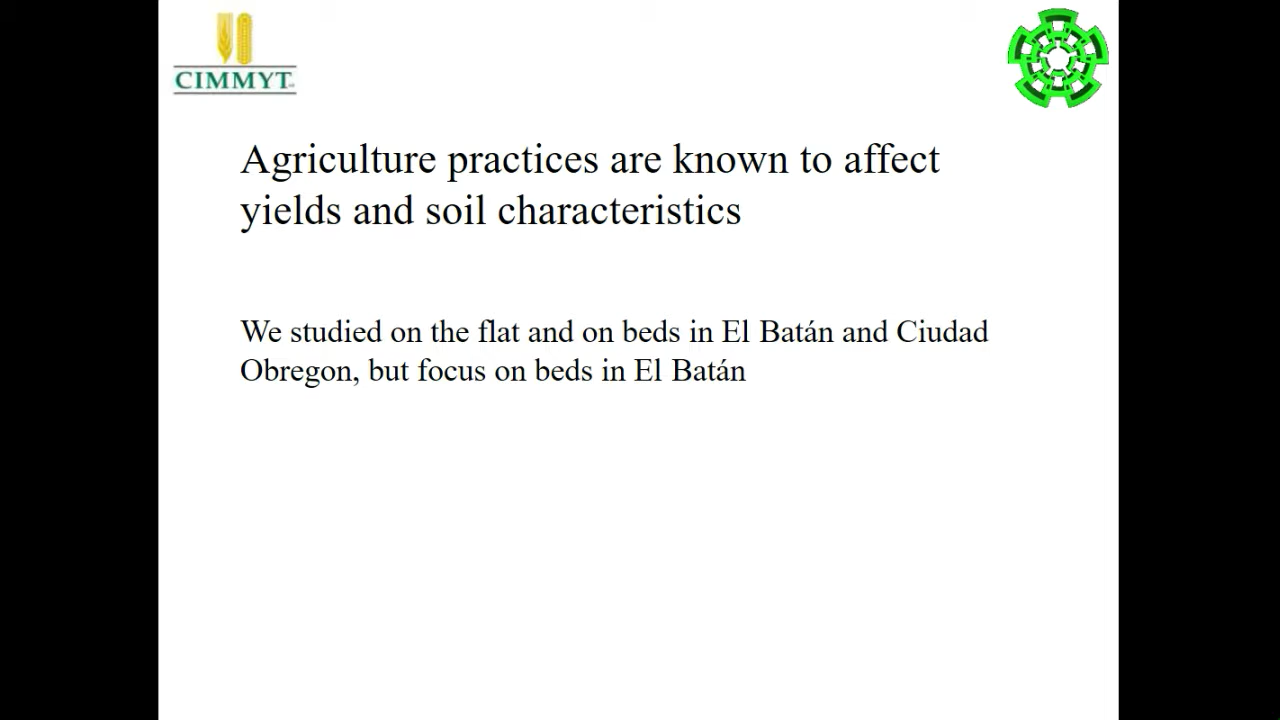 CIMMYT
Agriculture practices are known to affect
yields and soil characteristics
We studied on the flat and on beds in El Batán and Ciudad
Obregon, but focus on beds in El Batán